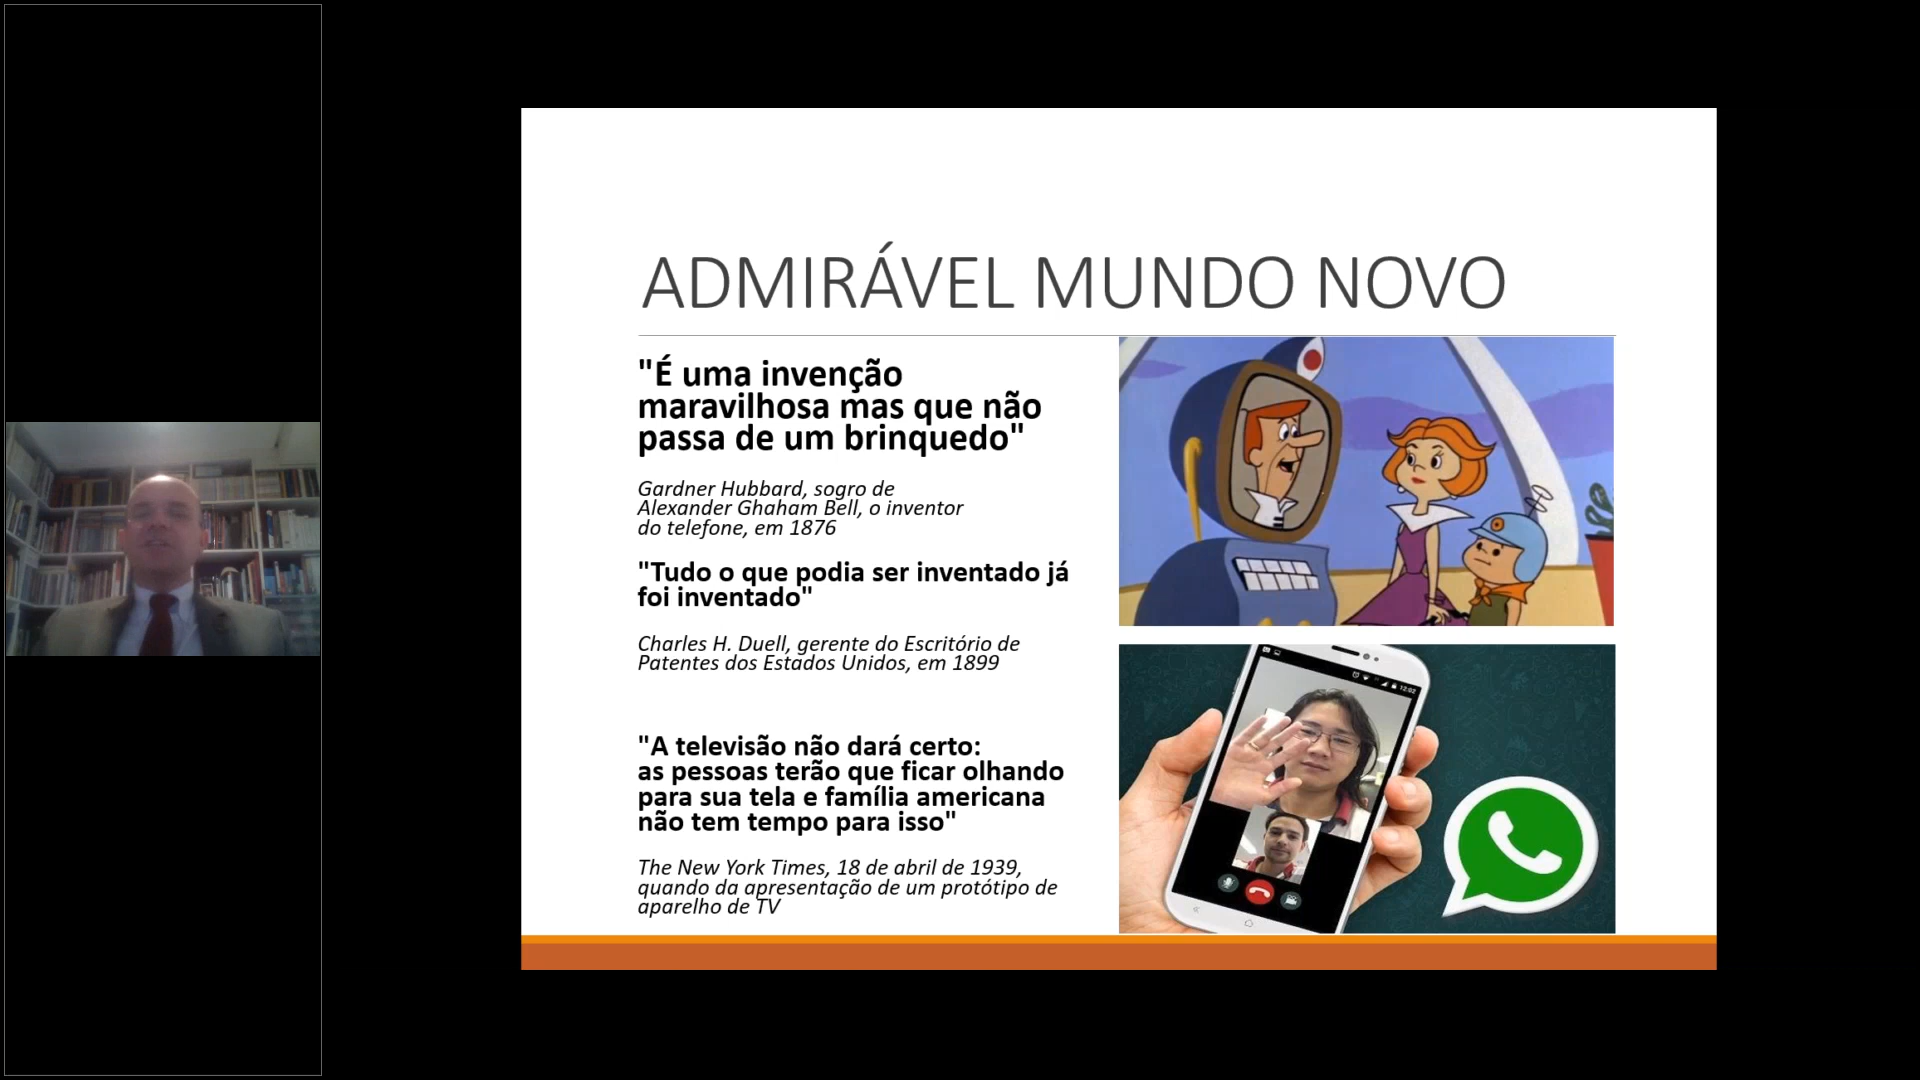 ADMIRÁVEL MUNDO NOVO
"É uma invenção
maravilhosa mas que não
passa de um brinquedo"
Gardner Hubbard, sogro de
Alexander Ghaham Bell, o inventor
do telefone, em 1876
"Tudo o que podia ser inventado já
foi inventado"
Charles H. Duell, gerente do Escritório de
Patentes dos Estados Unidos, em 1899
"A televisão não dará certo:
as pessoas terão que ficar olhando
para sua tela e família americana
não tem tempo para isso"
The New York Times, 18 de abril de 1939,
quando da apresentação de um protótipo de
aparelho de TV
12:02